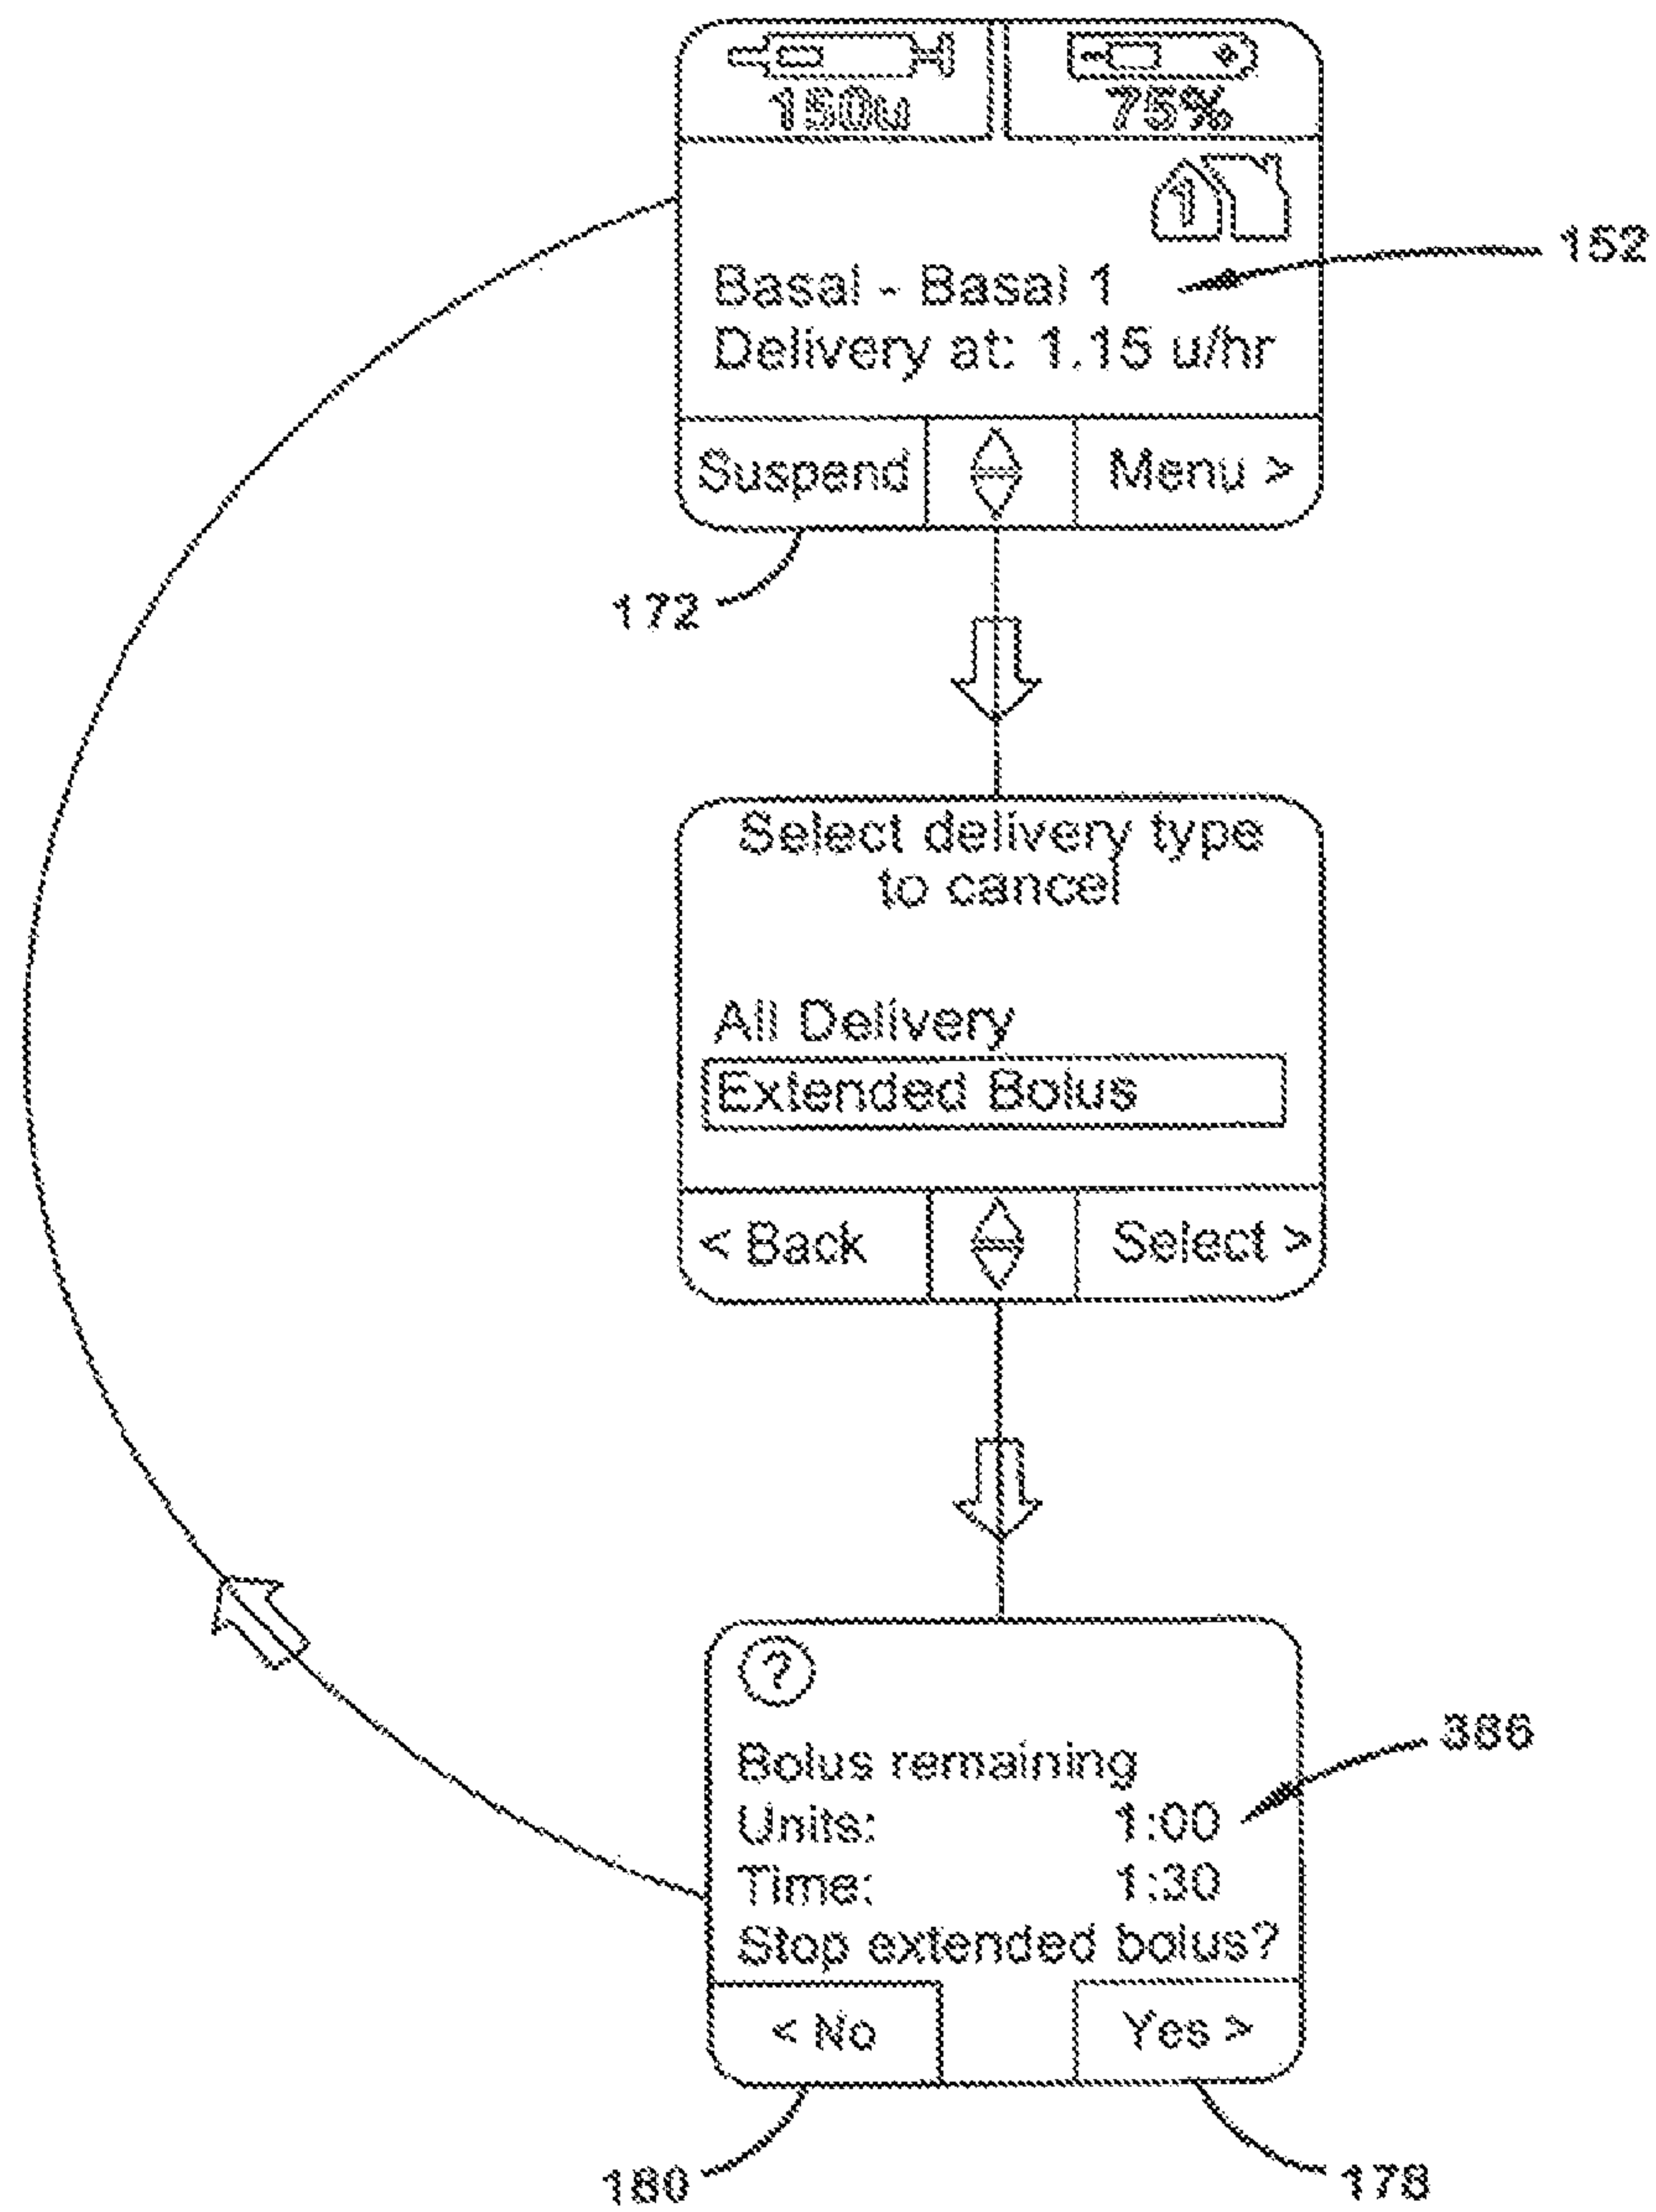 150u 75%
1
152
Basal - Basal 1
Delivery at: 1.15 u/hr
Suspend Menu >
172
Select delivery type
to cancel
All Delivery
Extended Bolus
< Back Select >
?
386
Bolus remaining
Units: 1:00
Time: 1:30
Stop extended bolus?
< No Yes >
180 178